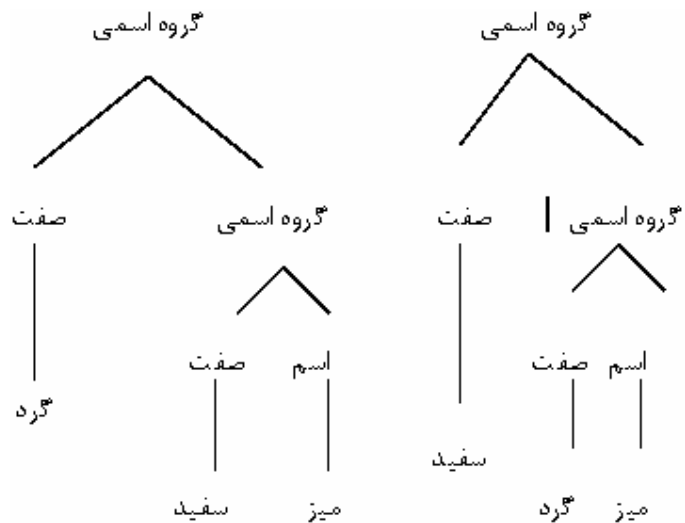 گروه اسمی گروه اسمی
گروه اسمی صفت گروه اسمی صفت
اسم صفت اسم صفت
گرد
سفید
میز گرد میز سفید